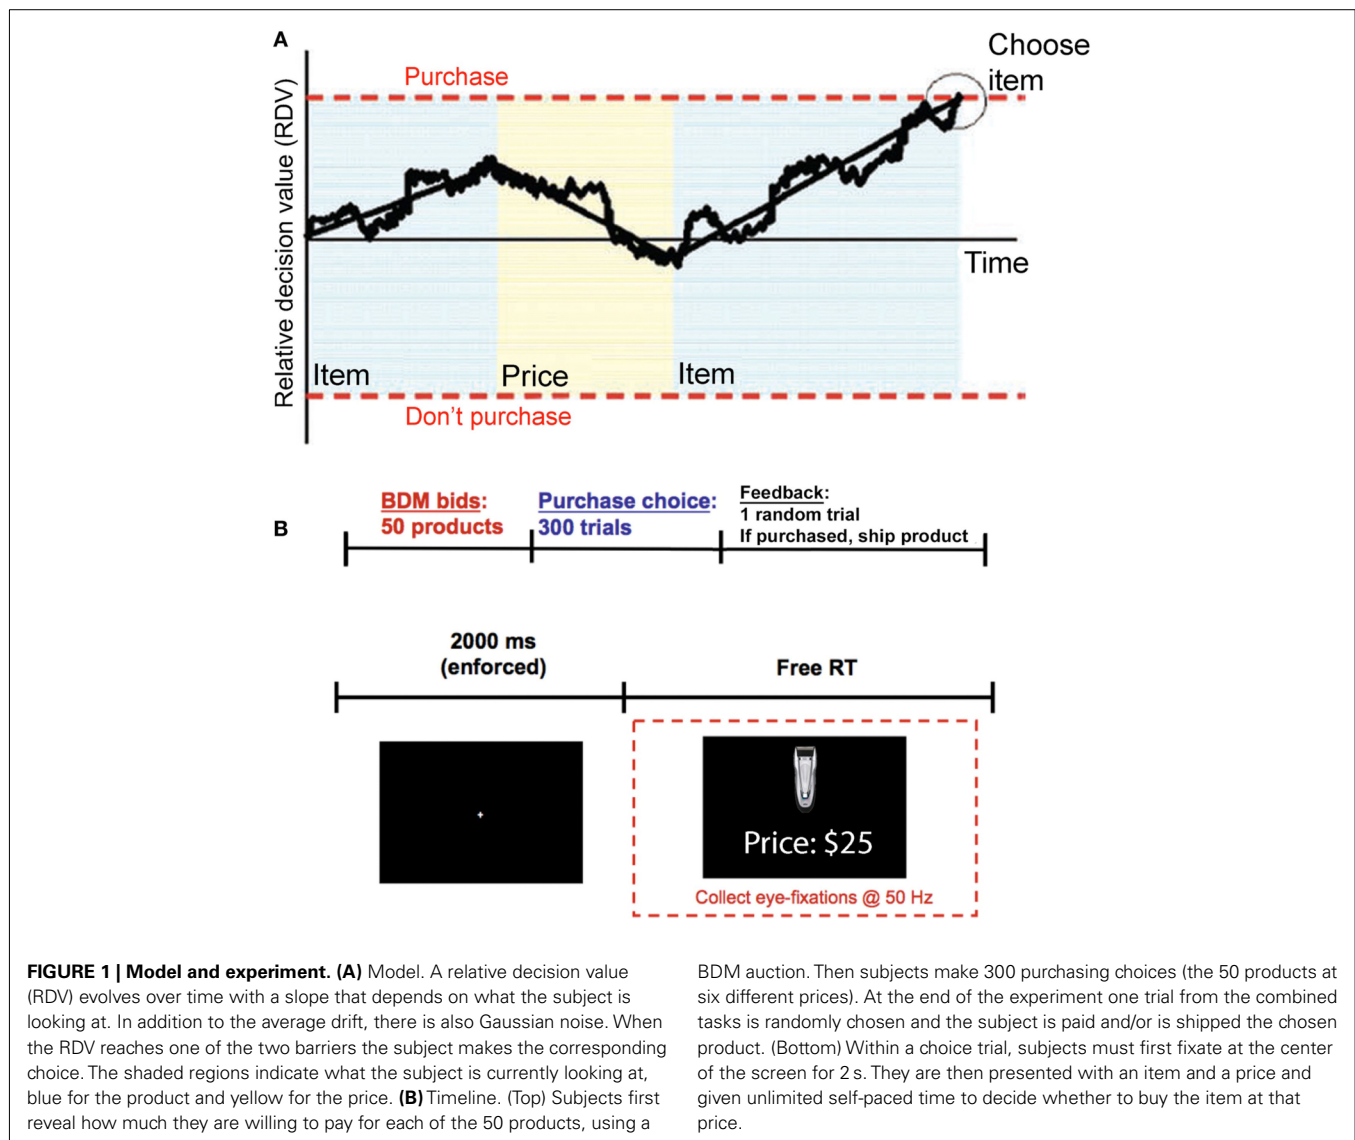 A
Choose
item
Purchase
Relative decision value (RDV)
Time
Item
Price
Item
Don't purchase
B
BDM bids:
50 products
Purchase choice:
300 trials
Feedback:
1 random trial
If purchased, ship product
2000 ms
(enforced)
Free RT
Price: $25
Collect eye-fixations @ 50 Hz
FIGURE 1 | Model and experiment. (A) Model. A relative decision value
(RDV) evolves over time with a slope that depends on what the subject is
looking at. In addition to the average drift, there is also Gaussian noise. When
the RDV reaches one of the two barriers the subject makes the corresponding
choice. The shaded regions indicate what the subject is currently looking at,
blue for the product and yellow for the price. (B) Timeline. (Top) Subjects first
reveal how much they are willing to pay for each of the 50 products, using a
BDM auction. Then subjects make 300 purchasing choices (the 50 products at
six different prices). At the end of the experiment one trial from the combined
tasks is randomly chosen and the subject is paid and/or is shipped the chosen
product. (Bottom) Within a choice trial, subjects must first fixate at the center
of the screen for 2 s. They are then presented with an item and a price and
given unlimited self-paced time to decide whether to buy the item at that
price.